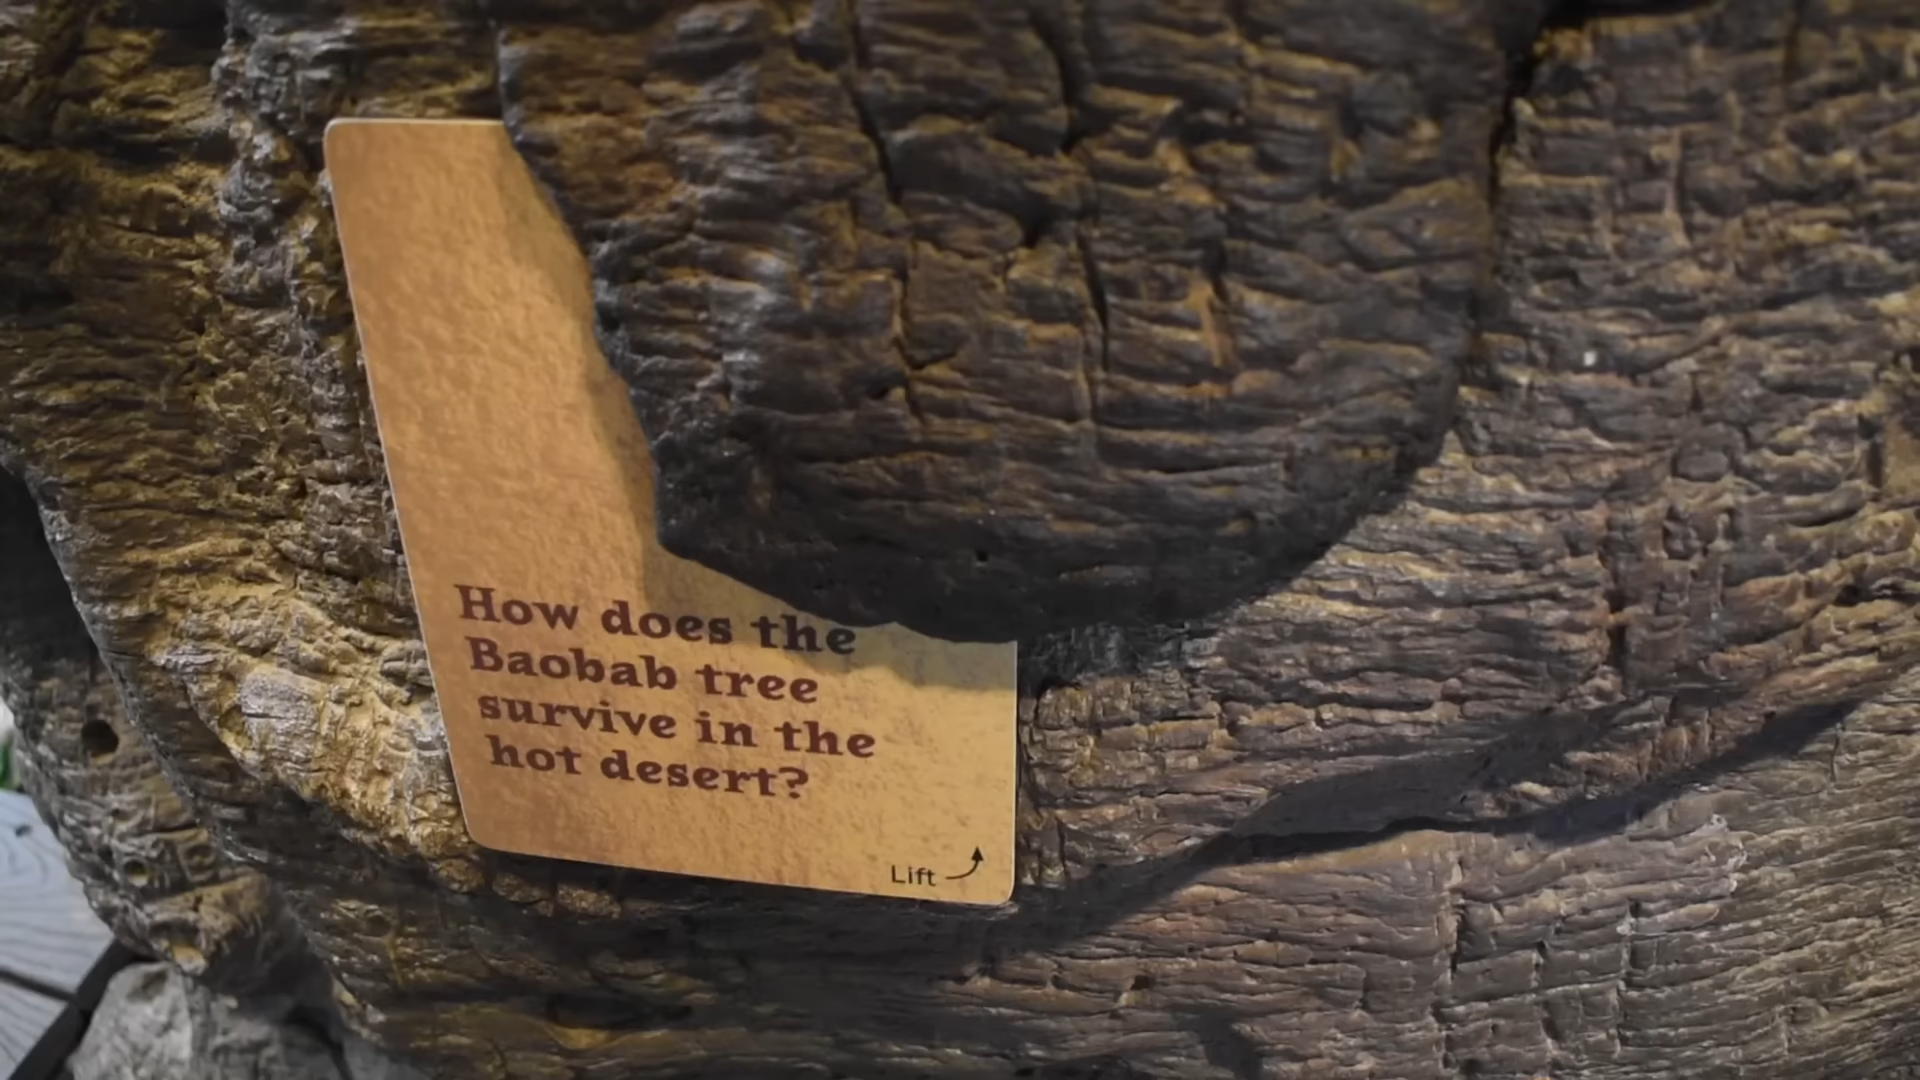 How does the
Baobab tree
survive in the
hot desert?
Lift